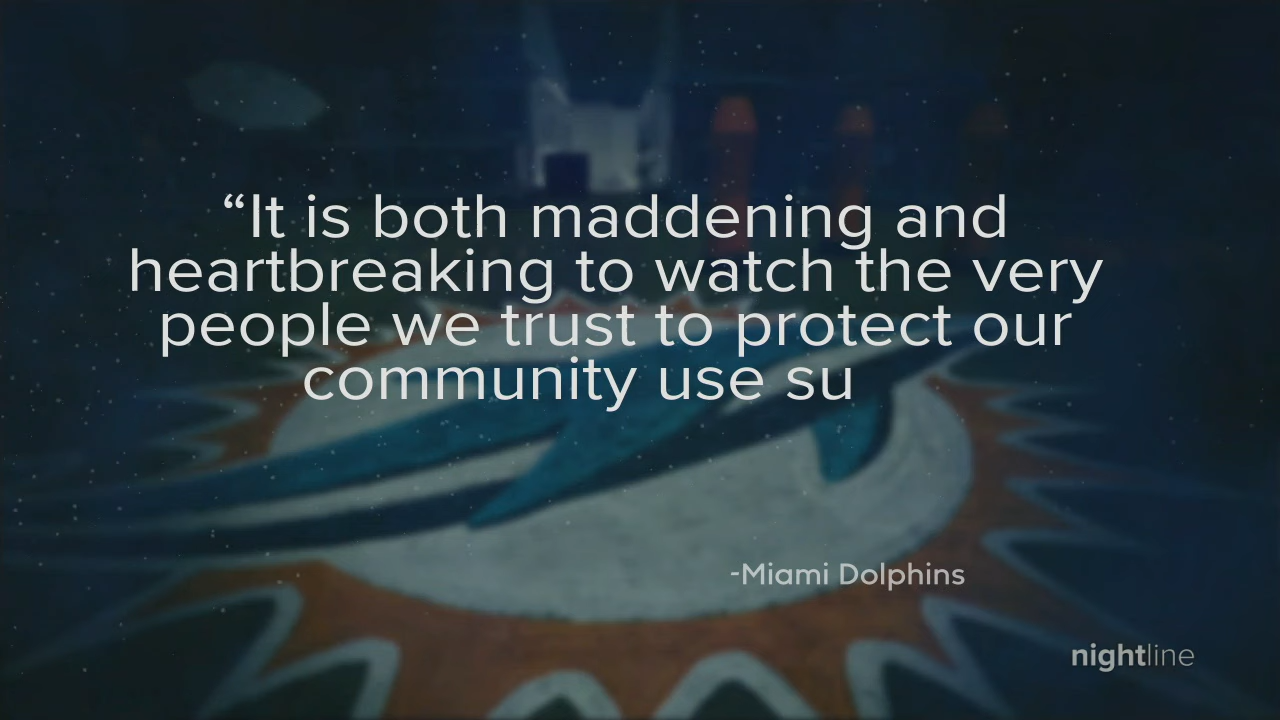 “It is both maddening and
heartbreaking to watch the very
people we trust to protect our
community use su
-Miami Dolphins
nightline